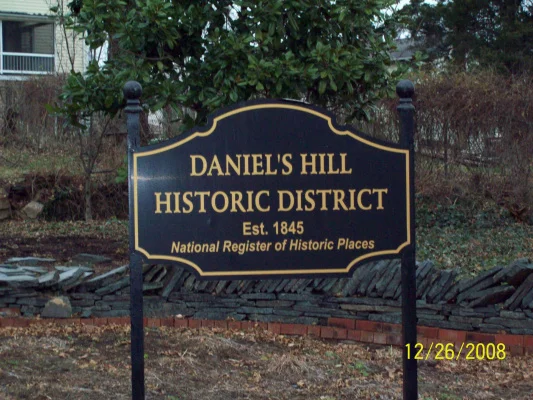 DANIEL'S HILL
HISTORIC DISTRICT
Est. 1845
National Register of Historic Places
12/26/2008